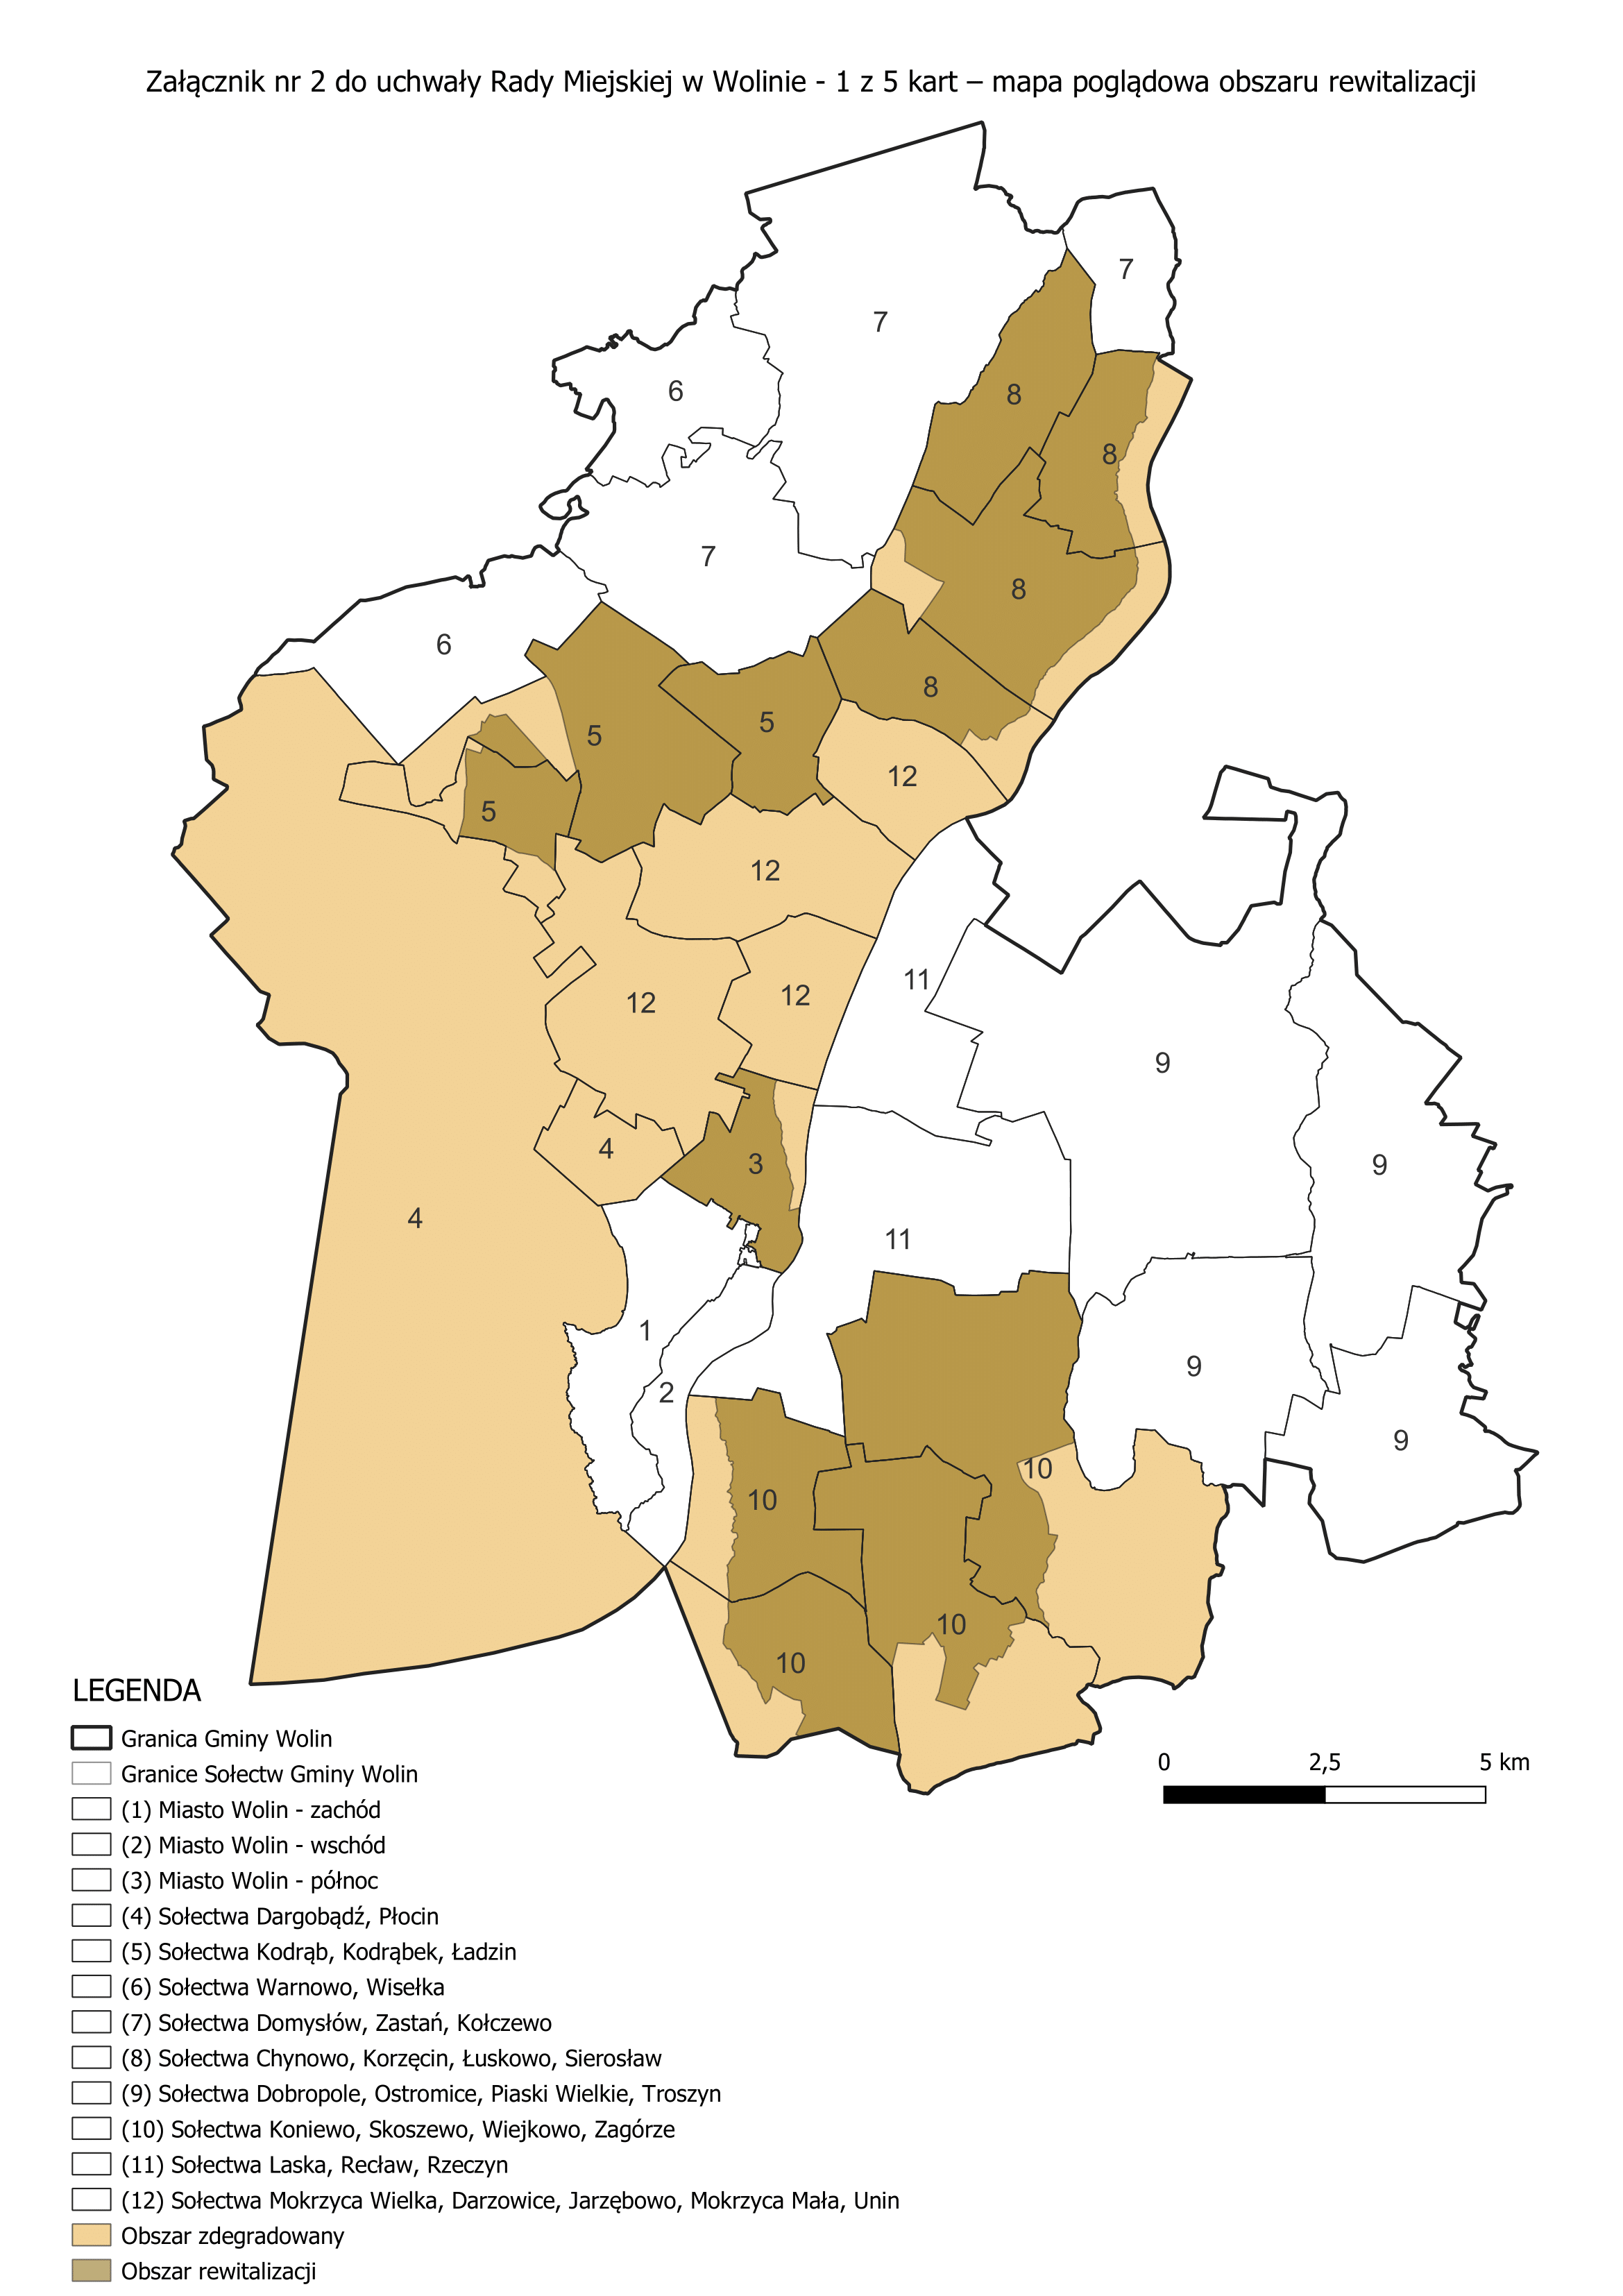 Załącznik nr 2 do uchwały Rady Miejskiej w Wolinie - 1 z 5 kart – mapa poglądowa obszaru rewitalizacji
7
7
6
8
8
7
8
6
8
5
5
12
5
12
11
12
12
9
4
3
9
4
11
1
9
2
9
10
10
10
10
LEGENDA
Granica Gminy Wolin
Granice Sołectw Gminy Wolin
(1) Miasto Wolin - zachód
(2) Miasto Wolin - wschód
(3) Miasto Wolin - północ
(4) Sołectwa Dargobądź, Płocin
(5) Sołectwa Kodrąb, Kodrąbek, Ładzin
(6) Sołectwa Warnowo, Wisełka
(7) Sołectwa Domysłów, Zastań, Kołczewo
(8) Sołectwa Chynowo, Korzęcin, Łuskowo, Sierosław
(9) Sołectwa Dobropole, Ostromice, Piaski Wielkie, Troszyn
(10) Sołectwa Koniewo, Skoszewo, Wiejkowo, Zagórze
(11) Sołectwa Laska, Recław, Rzeczyn
(12) Sołectwa Mokrzyca Wielka, Darzowice, Jarzębowo, Mokrzyca Mała, Unin
Obszar zdegradowany
Obszar rewitalizacji
0 2,5 5 km